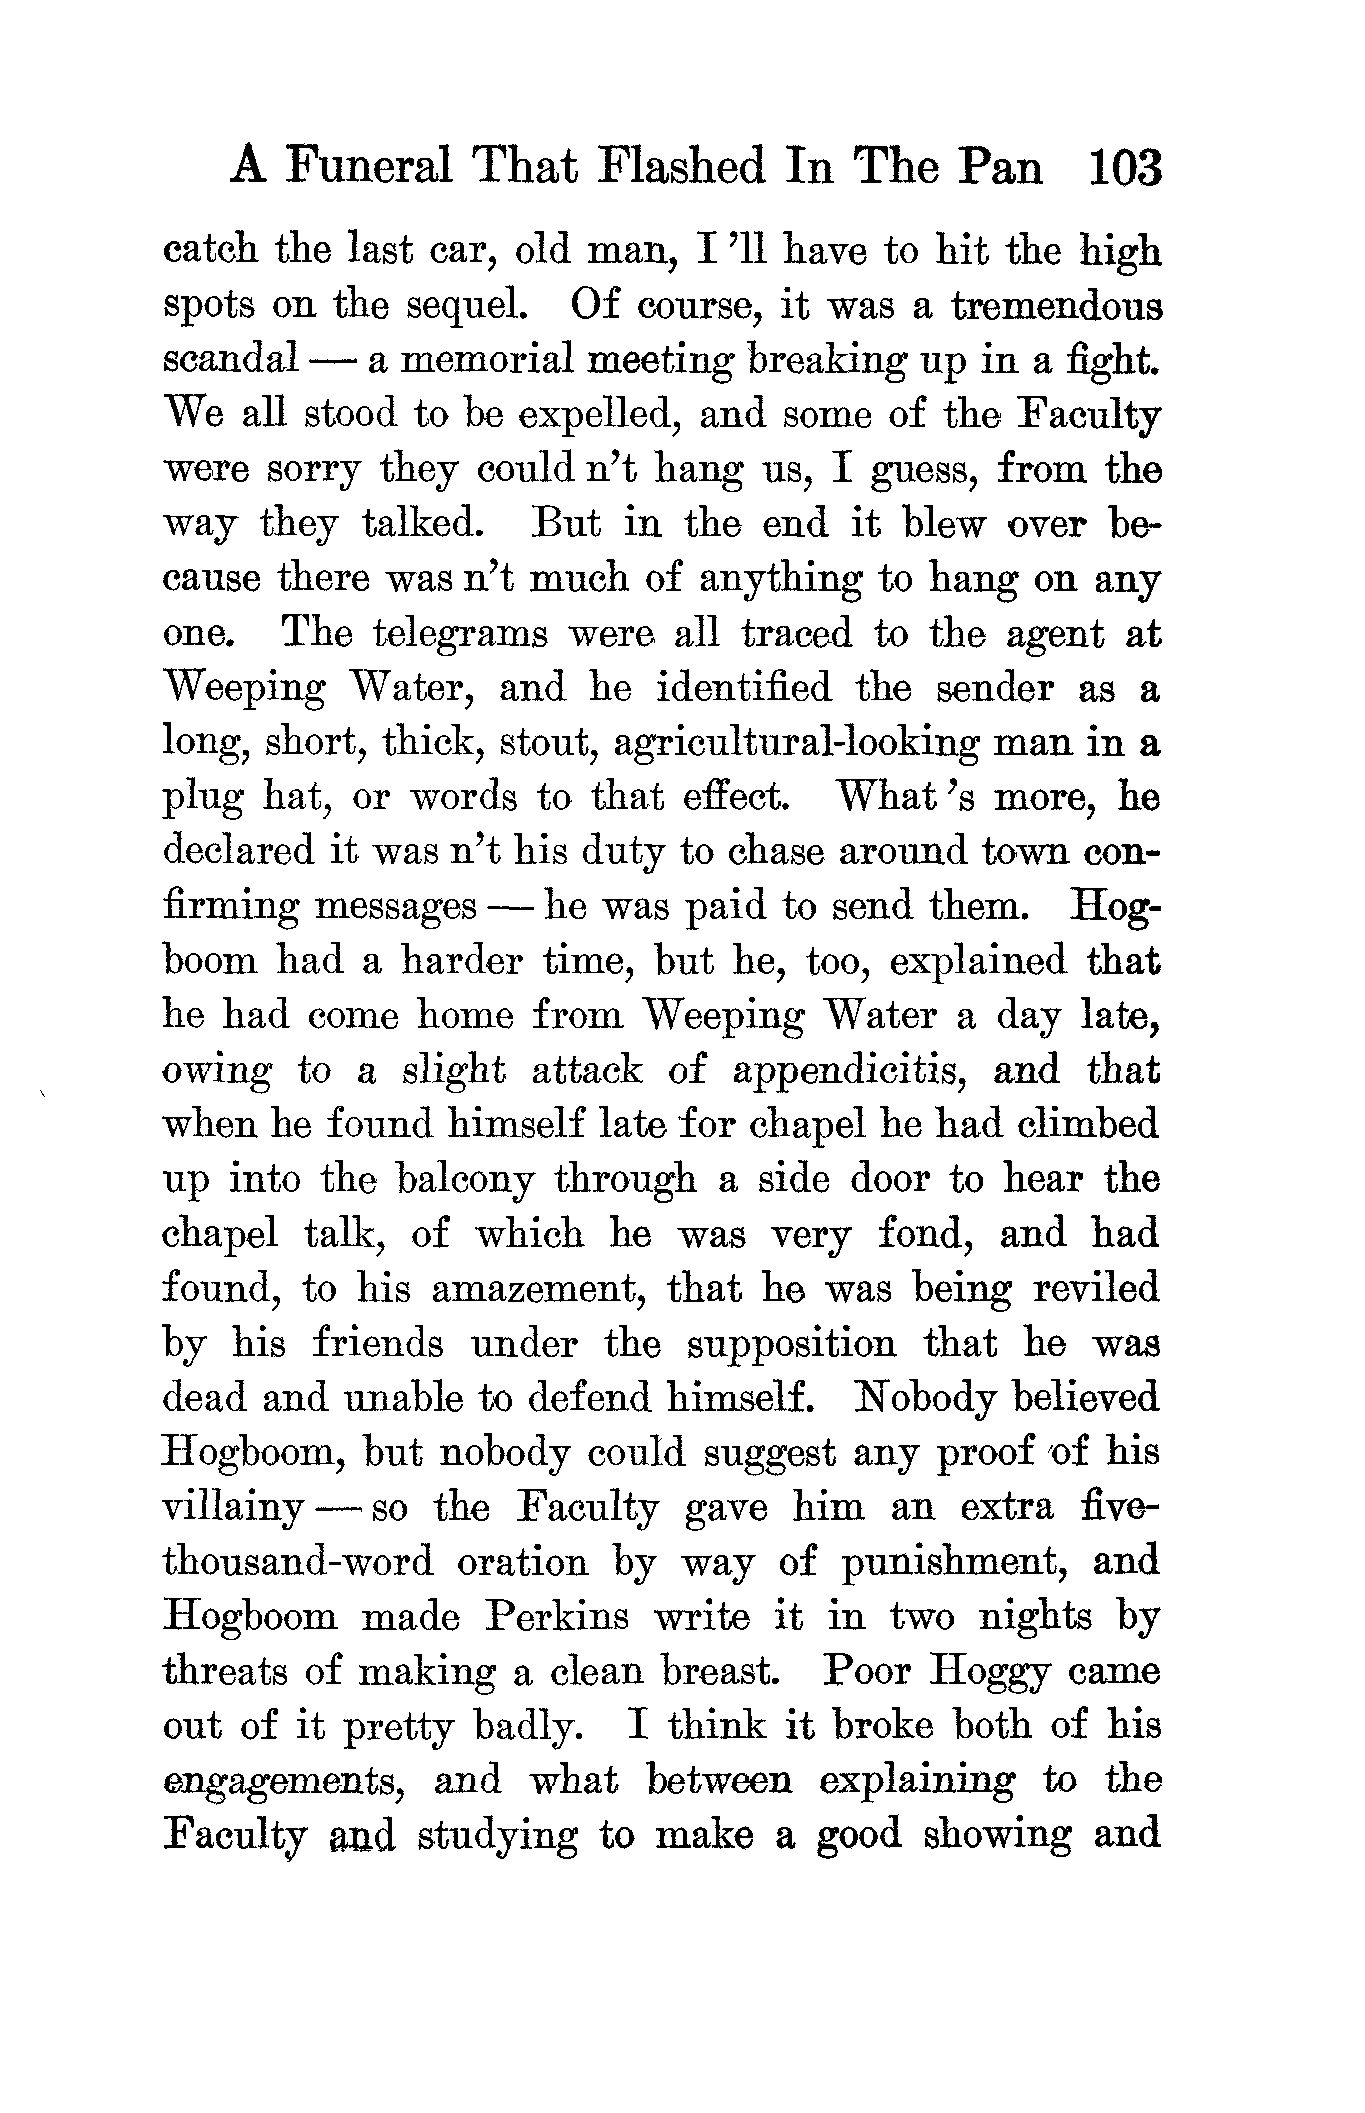 A Funeral That Flashed In The Pan 103
catch the last car, old man, I 'll have to hit the high
spots on the sequel. Of course, it was a tremendous
scandal — a memorial meeting breaking up in a fight.
We all stood to be expelled, and some of the Faculty
were sorry they could n't hang us, I guess, from the
way they talked. But in the end it blew over be-
cause there was n't much of anything to hang on any
one. The telegrams were all traced to the agent at
Weeping Water, and he identified the sender as a
long, short, thick, stout, agricultural-looking man in a
plug hat, or words to that effect. What 's more, he
declared it was n't his duty to chase around town con-
firming messages — he was paid to send them. Hog-
boom had a harder time, but he, too, explained that
he had come home from Weeping Water a day late,
owing to a slight attack of appendicitis, and that
when he found himself late for chapel he had climbed
up into the balcony through a side door to hear the
chapel talk, of which he was very fond, and had
found, to his amazement, that he was being reviled
by his friends under the supposition that he was
dead and unable to defend himself. Nobody believed
Hogboom, but nobody could suggest any proof of his
villainy — so the Faculty gave him an extra five-
thousand-word oration by way of punishment, and
Hogboom made Perkins write it in two nights by
threats of making a clean breast. Poor Hoggy came
out of it pretty badly. I think it broke both of his
engagements, and what between explaining to the
Faculty and studying to make a good showing and